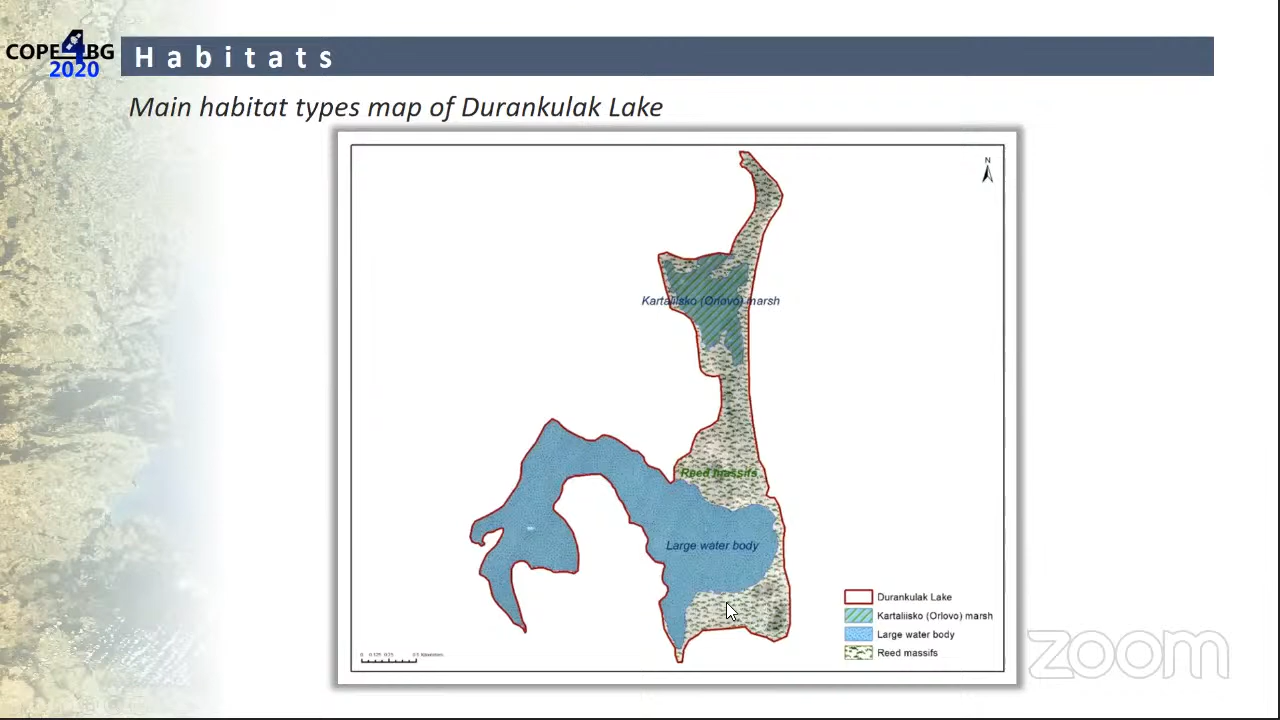 COPE4BG
2020
Habitats
Main habitat types map of Durankulak Lake
N
Kartaliisko (Orlovo) marsh
Reed massifs
Large water body
Durankulak Lake
Kartaliisko (Orlovo) marsh
Large water body
Reed massifs
zoom